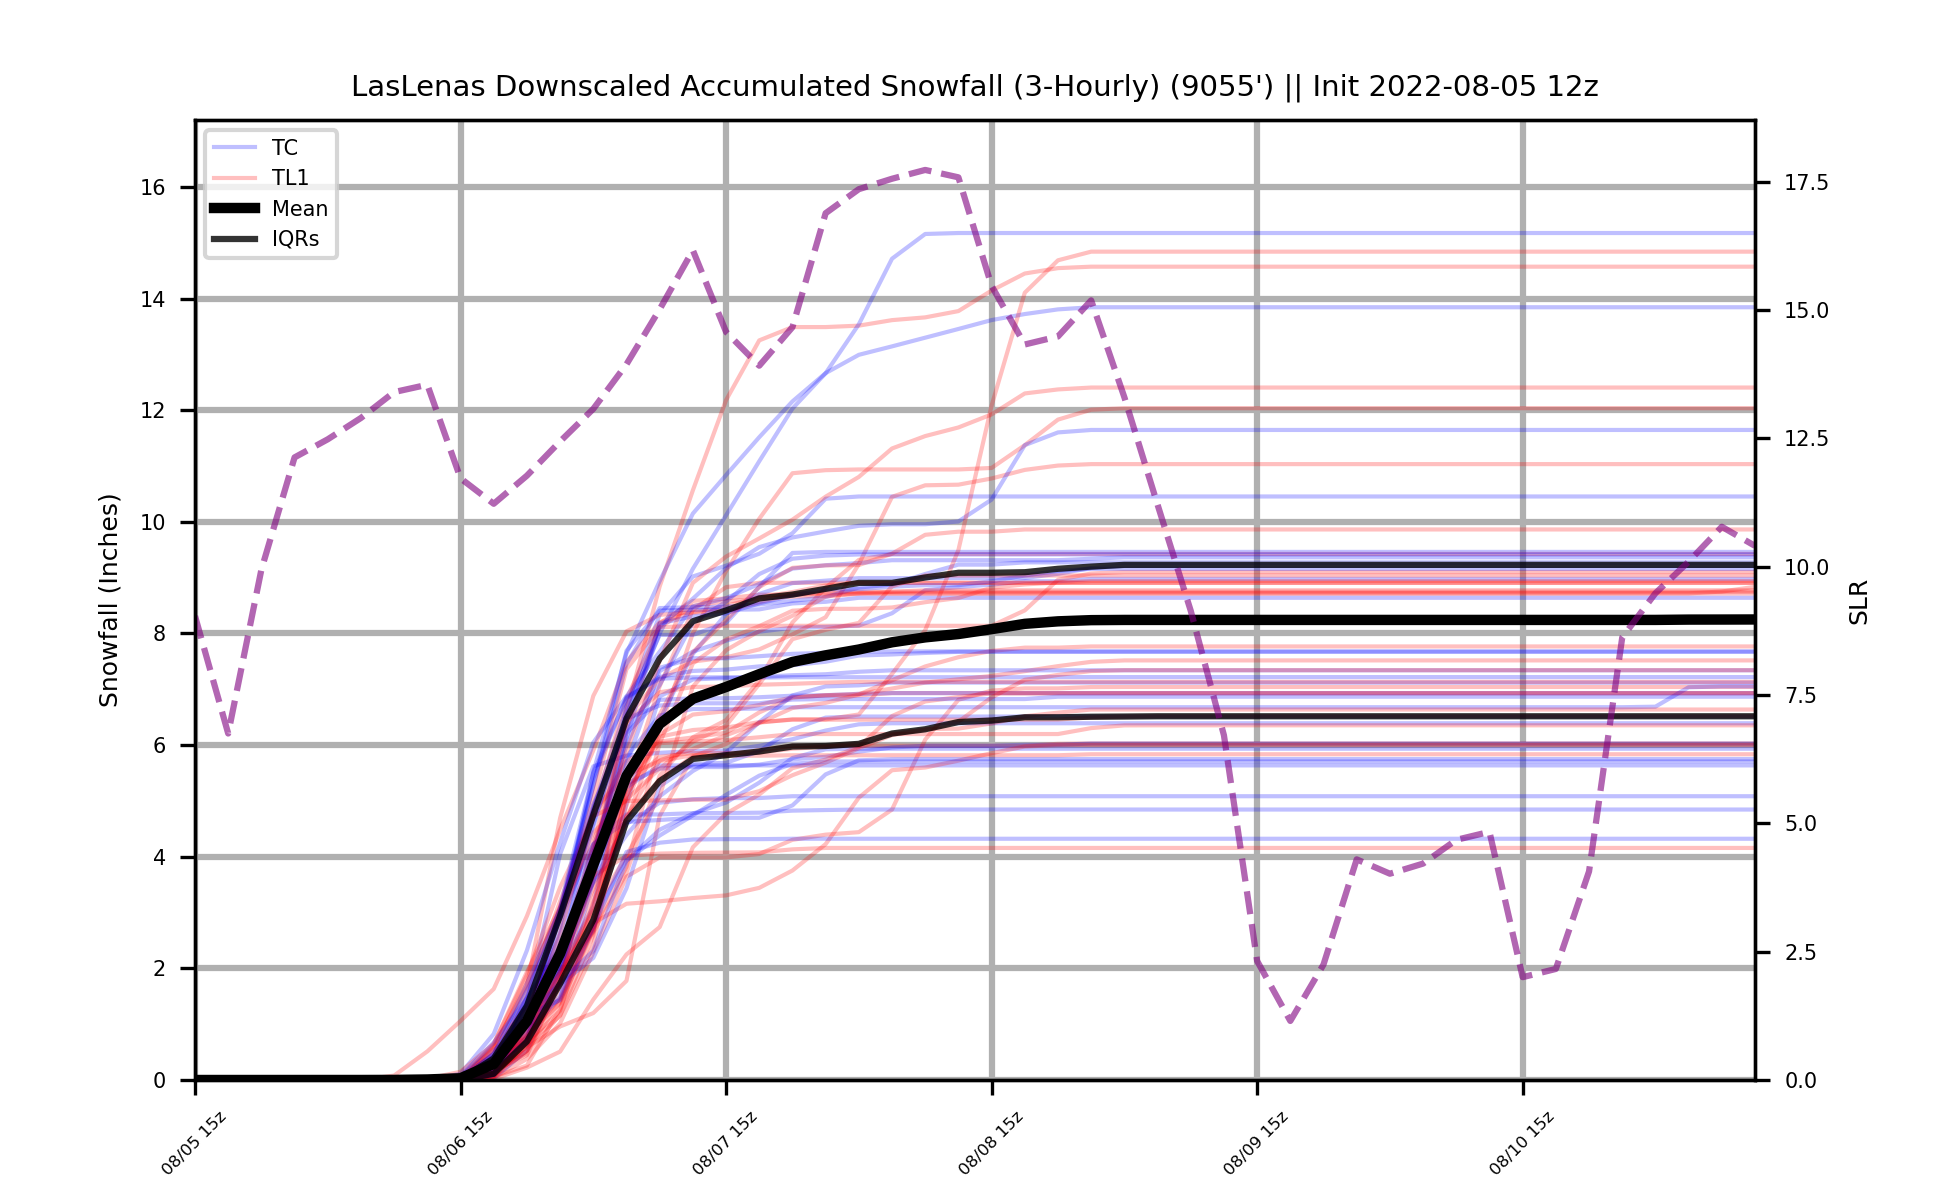 LasLenas Downscaled Accumulated Snowfall (3-Hourly) (9055') || Init 2022-08-05 12z
TC
TL1
Mean
IQRs
Snowfall (Inches)
16
14
12
10
8
6
4
2
0
17.5
15.0
12.5
10.0
7.5
5.0
2.5
0.0
SLR
08/05 15z
08/06 15z
08/07 15z
08/08 15z
08/09 15z
08/10 15z